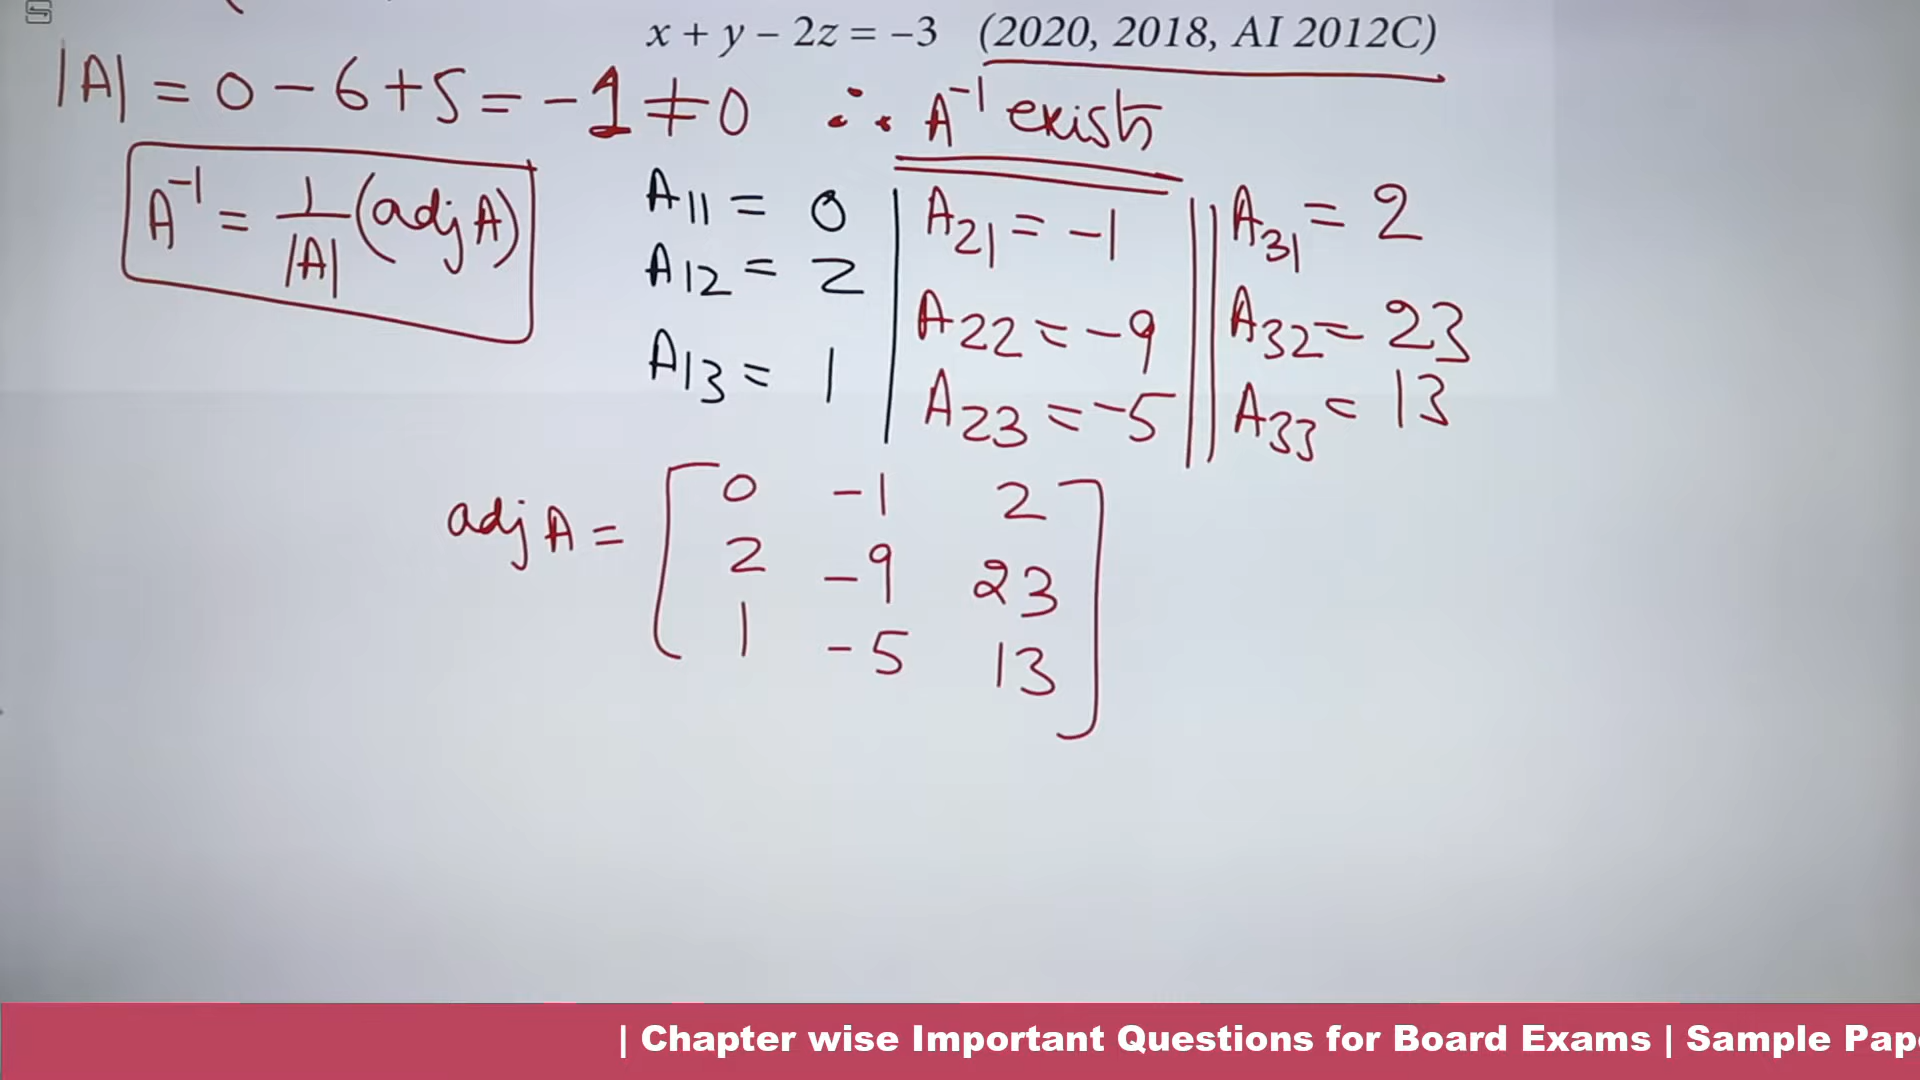 x + y – 2z = –3 (2020, 2018, AI 2012C)
|A| = 0 – 6 + 5 = –1 ≠ 0 ∴ A⁻¹ exists
A⁻¹ = 1/|A| (adj A)
A₁₁ = 0
A₁₂ = 2
A₁₃ = 1
A₂₁ = –1
A₂₂ = –9
A₂₃ = –5
A₃₁ = 2
A₃₂ = 23
A₃₃ = 13
adj A = [0 –1 2
2 –9 23
1 –5 13]
| Chapter wise Important Questions for Board Exams | Sample Pap